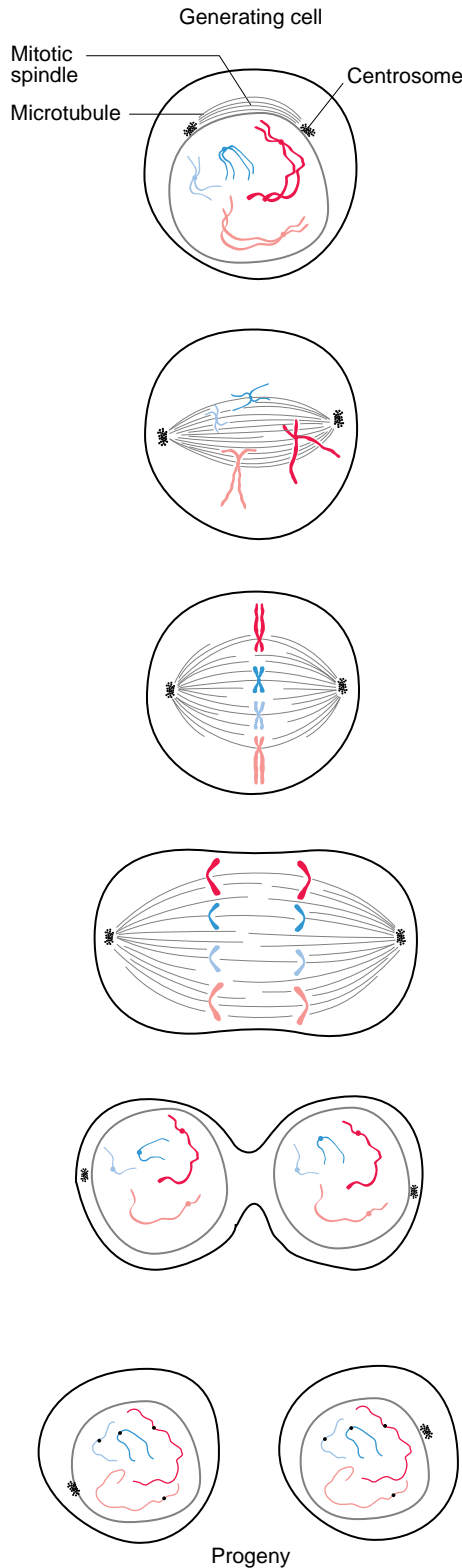 Generating cell
Mitotic
spindle
Centrosome
Microtubule
Progeny